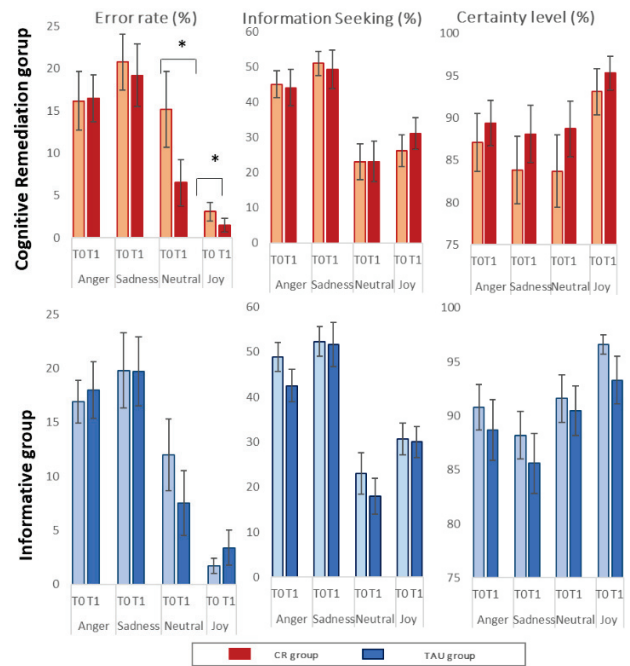 Error rate (%) Information Seeking (%) Certainty level (%)
Cognitive Remediation gorup
25
20
15
10
5
0
*
*
T0 T1 T0 T1 T0 T1 T0 T1
Anger Sadness Neutral Joy
60
50
40
30
20
10
0
T0 T1 T0 T1 T0 T1 T0 T1
Anger Sadness Neutral Joy
100
95
90
85
80
75
T0 T1 T0 T1 T0 T1 T0 T1
Anger Sadness Neutral Joy
Informative group
25
20
15
10
5
0
T0 T1 T0 T1 T0 T1 T0 T1
Anger Sadness Neutral Joy
60
50
40
30
20
10
0
T0 T1 T0 T1 T0 T1 T0 T1
Anger Sadness Neutral Joy
100
95
90
85
80
75
T0 T1 T0 T1 T0 T1 T0 T1
Anger Sadness Neutral Joy
CR group TAU group